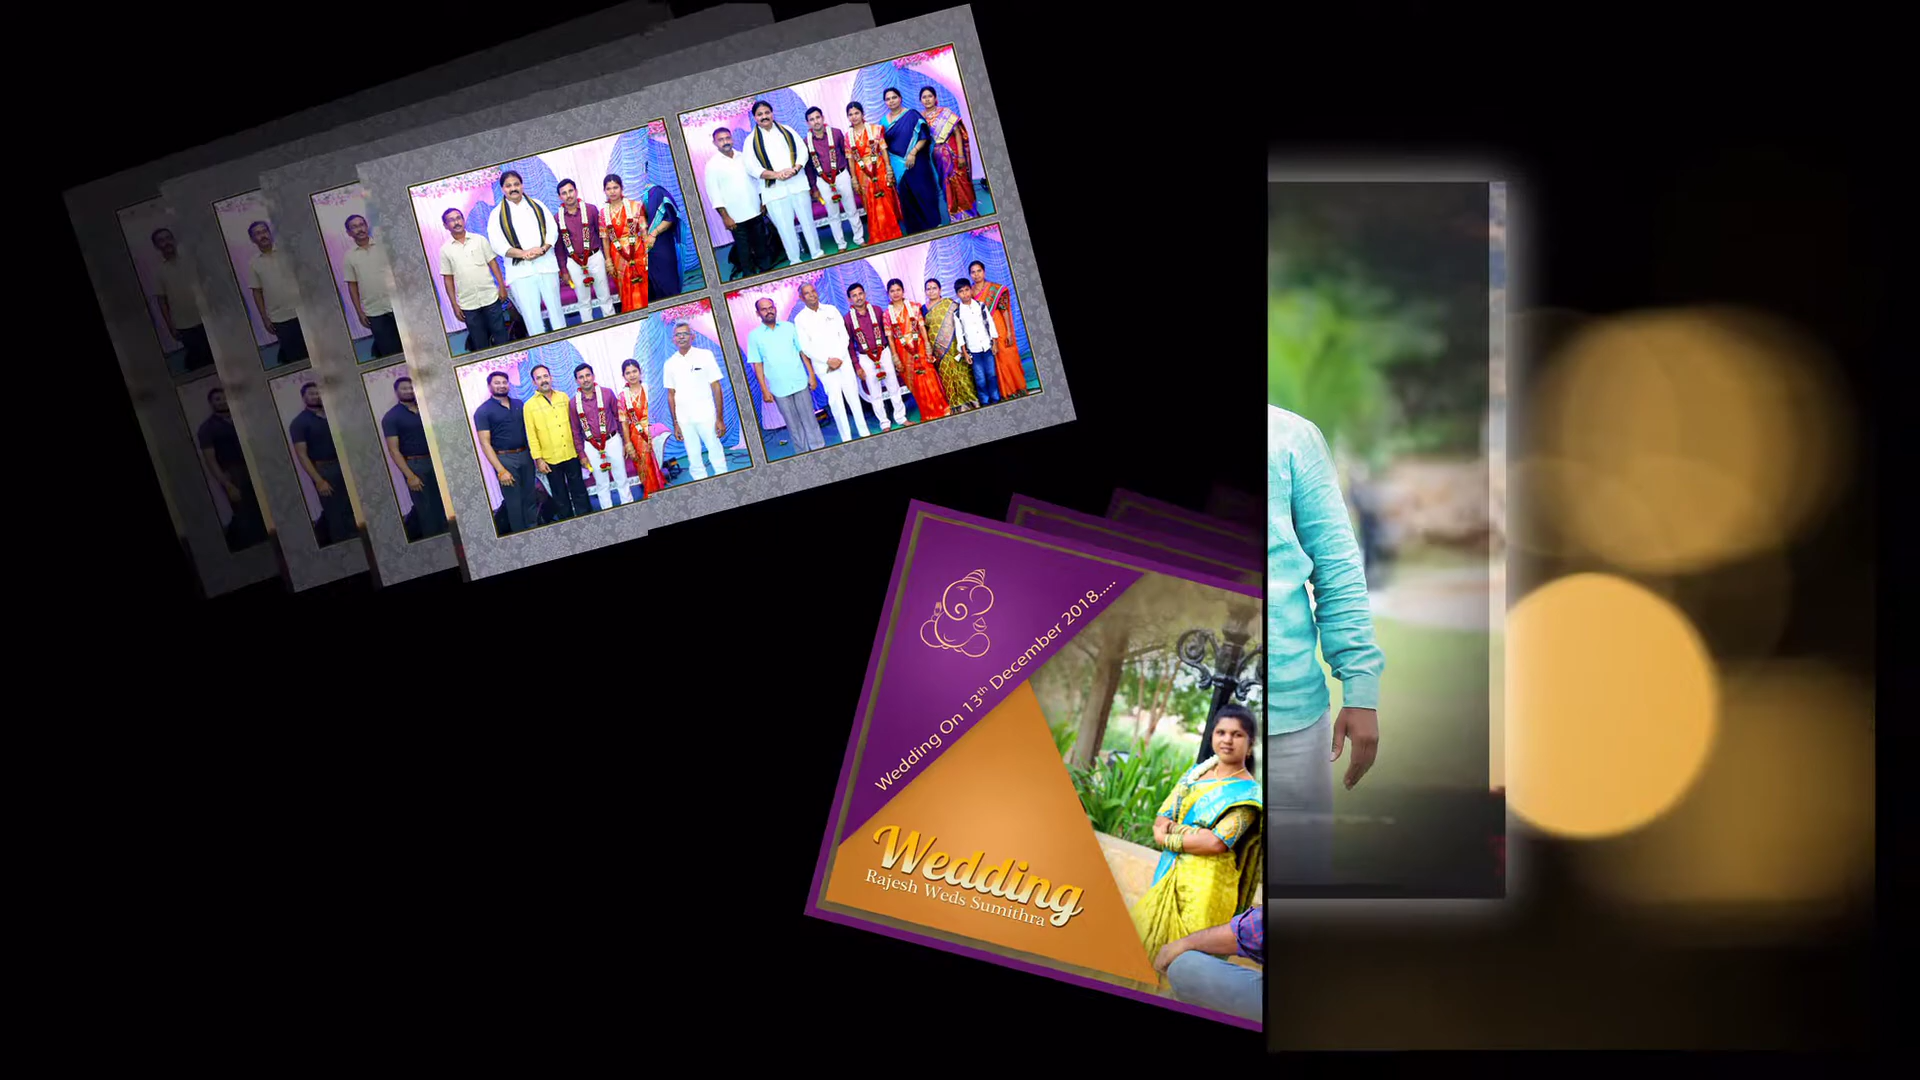 Wedding On 13th December 2018.....
Wedding
Rajesh Weds Sumithra